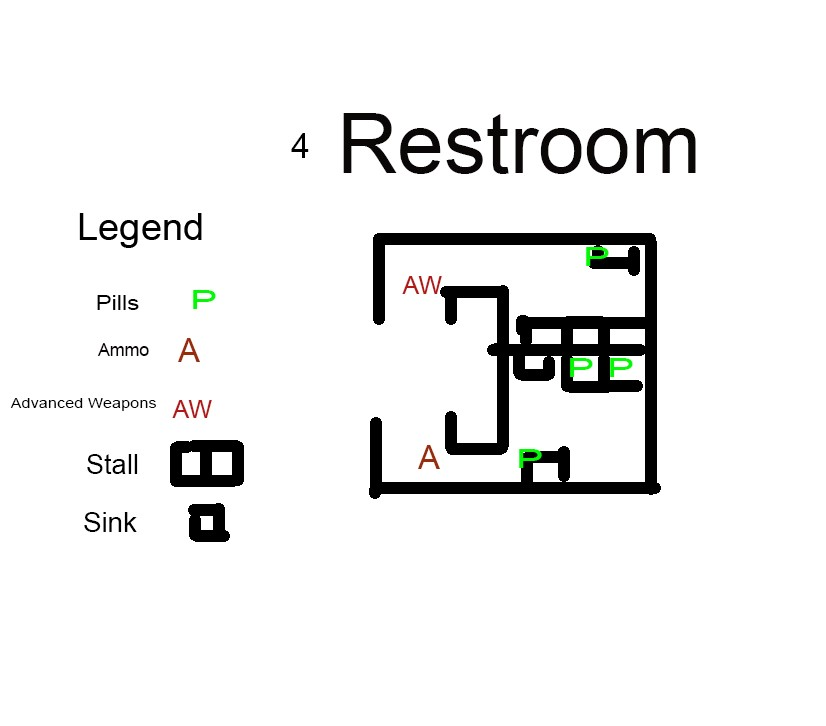 4 Restroom
Legend
Pills P
Ammo A
Advanced Weapons AW
Stall
Sink
P
AW
P P
P
A